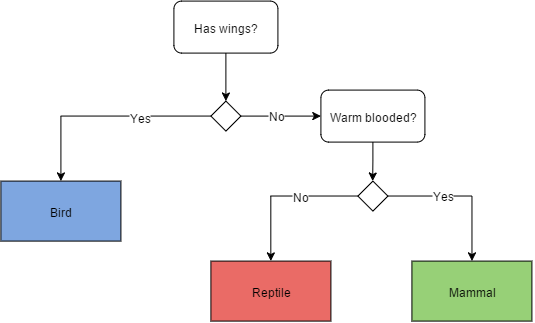 Has wings?
Yes
No
Warm blooded?
Bird
No
Yes
Reptile
Mammal